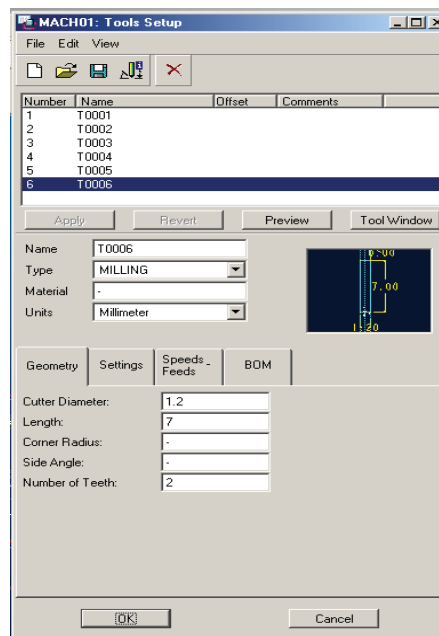 MACH01: Tools Setup
File Edit View
Number Name Offset Comments
1 T0001
2 T0002
3 T0003
4 T0004
5 T0005
6 T0006
Apply Revert Preview Tool Window
Name T0006
Type MILLING
Material -
Units Millimeter
0.00
7.00
1.20
Geometry Settings Speeds - Feeds BOM
Cutter Diameter: 1.2
Length: 7
Corner Radius: -
Side Angle: -
Number of Teeth: 2
OK Cancel